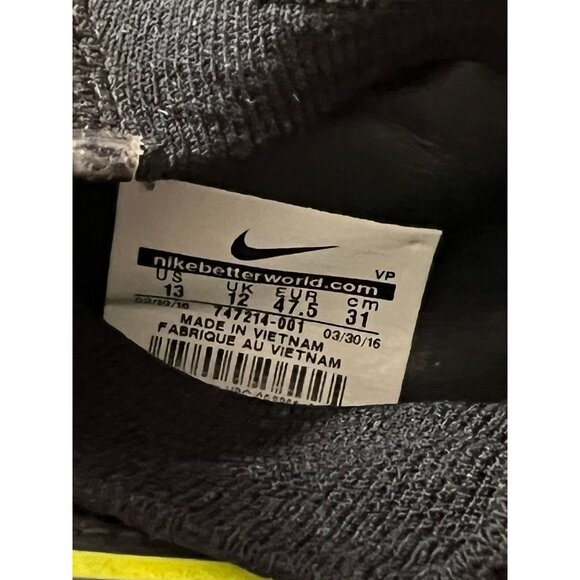 nikebetterworld.com
VP
US UK EUR cm
13 12 47.5 31
747214-001 03/30/16
MADE IN VIETNAM
FABRIQUE AU VIETNAM